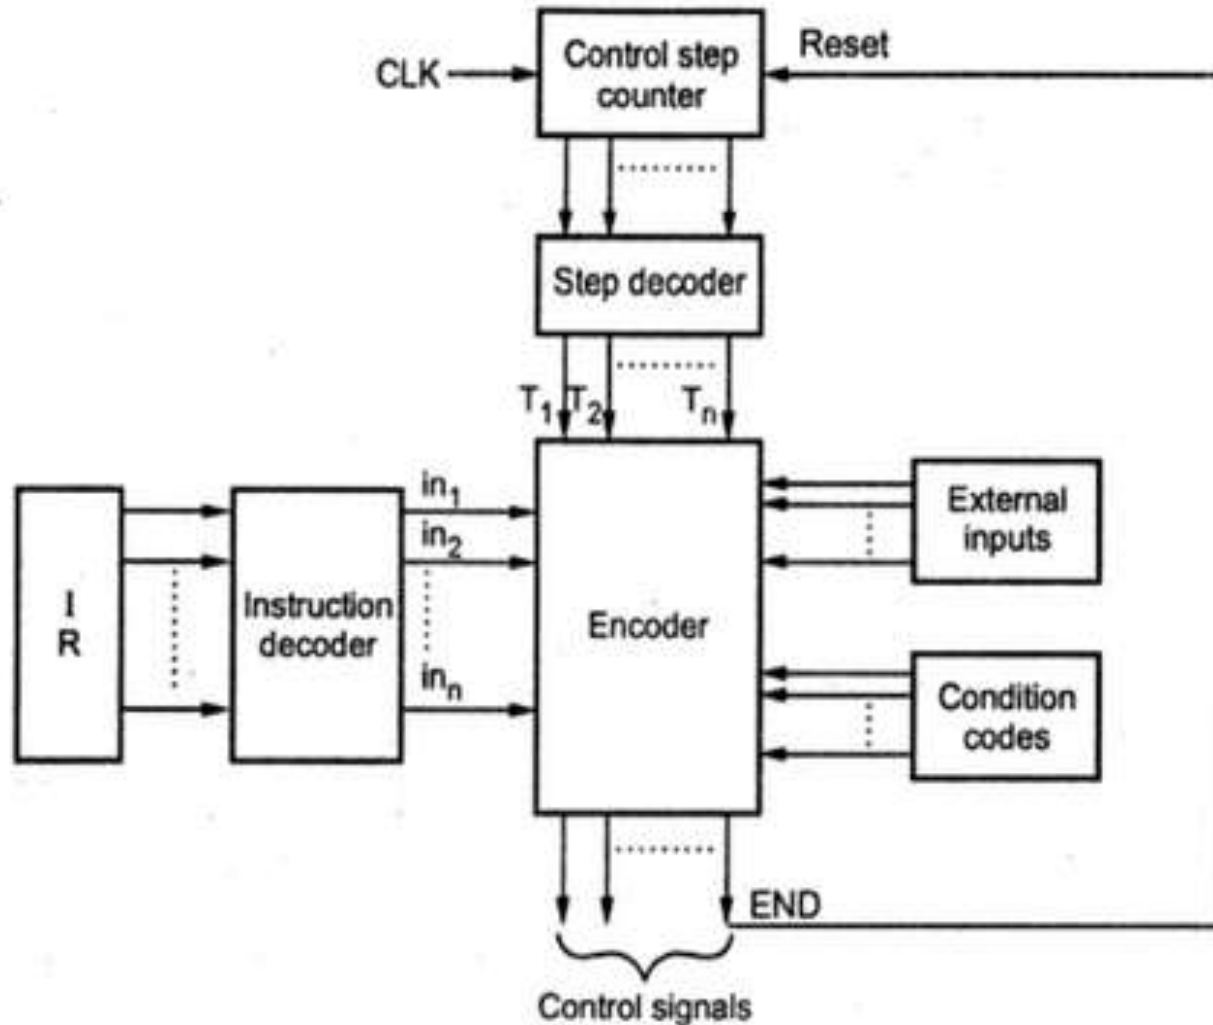 Control step
counter
Reset
CLK
Step decoder
T1 T2 Tn
I
R
Instruction
decoder
in1
in2
inn
Encoder
External
inputs
Condition
codes
END
Control signals